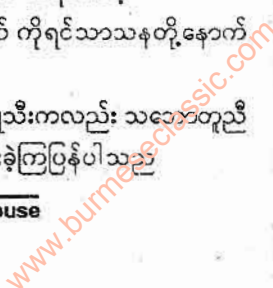 ကိုရင်သာသနတို့နောက်
သီးကလည်း သဘောတူညီ
ခဲ့ကြပြန်ပါသည
ouse
www.burmeseclassic.com